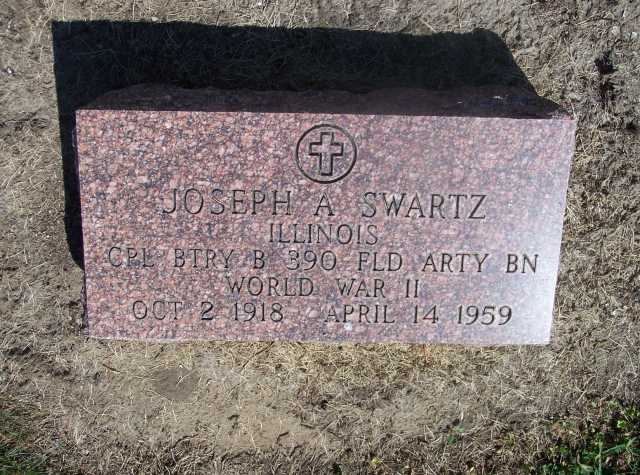 JOSEPH A SWARTZ
ILLINOIS
CPL BTRY B 390 FLD ARTY BN
WORLD WAR II
OCT 2 1918 APRIL 14 1959